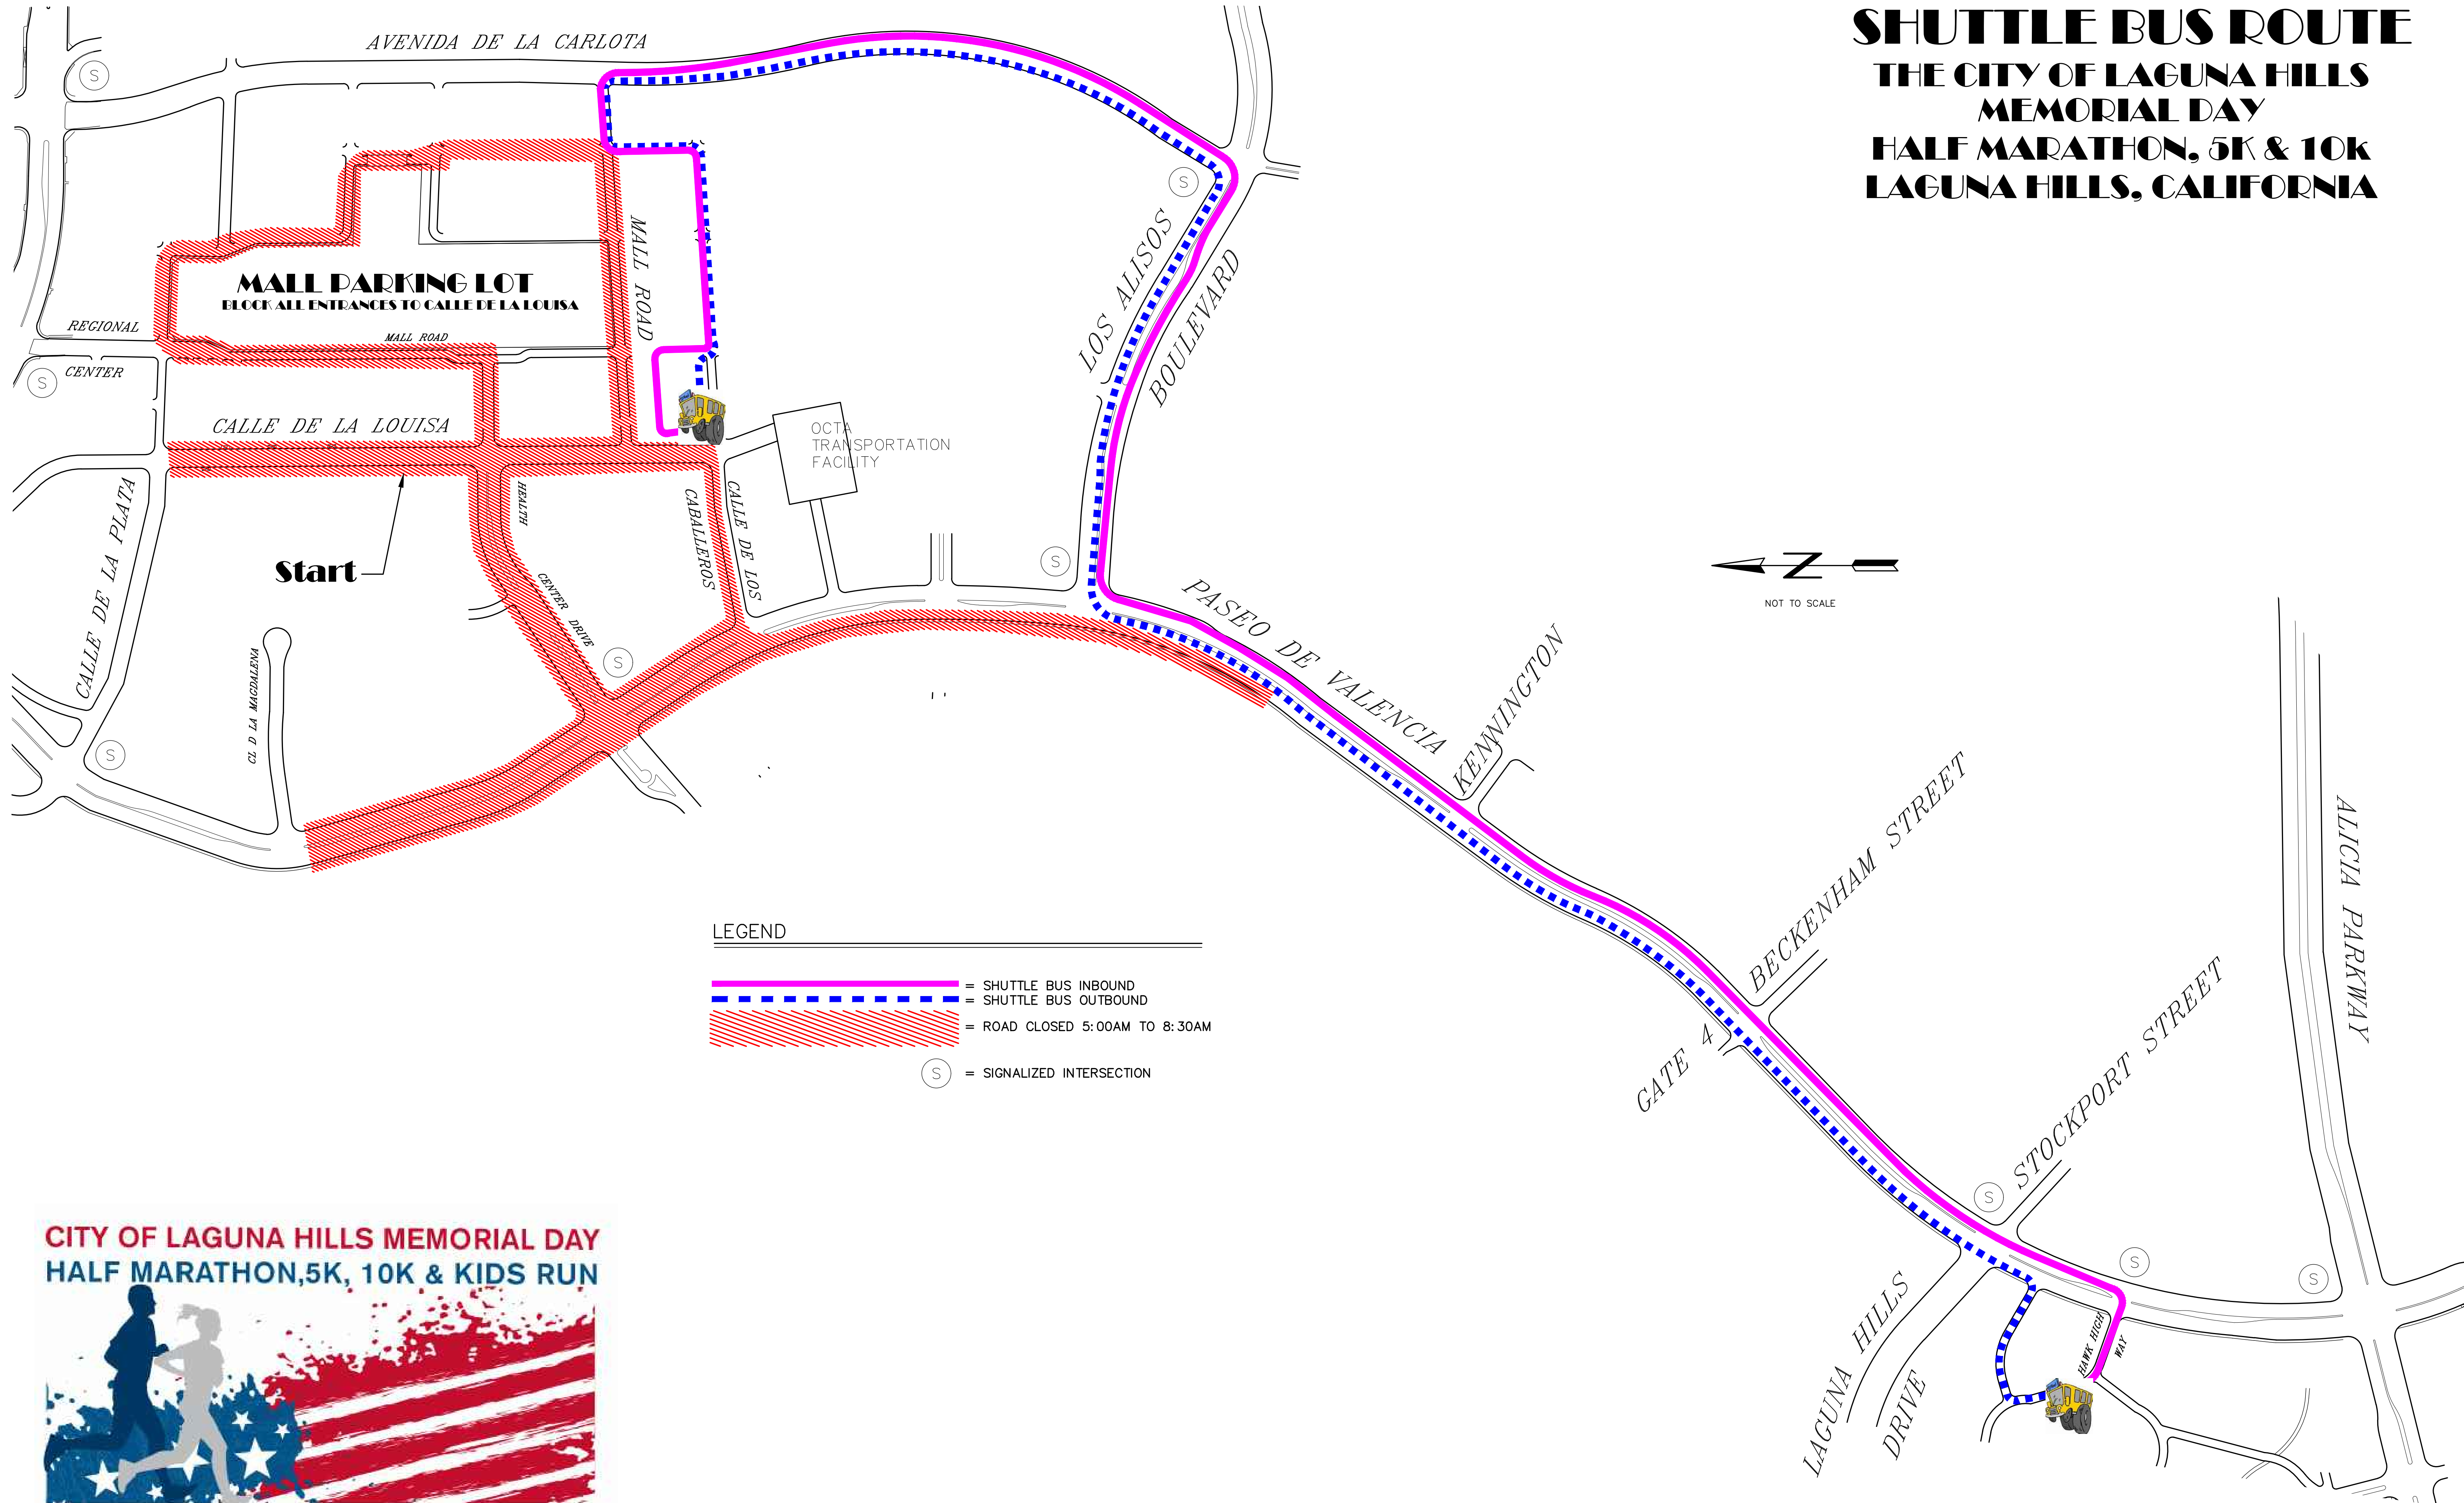 SHUTTLE BUS ROUTE
THE CITY OF LAGUNA HILLS
MEMORIAL DAY
HALF MARATHON, 5K & 10k
LAGUNA HILLS, CALIFORNIA
AVENIDA DE LA CARLOTA
S
S
LOS ALISOS
BOULEVARD
MALL ROAD
MALL PARKING LOT
BLOCK ALL ENTRANCES TO CALLE DE LA LOUISA
REGIONAL
CENTER
MALL ROAD
S
CALLE DE LA LOUISA
OCTA
TRANSPORTATION
FACILITY
CALLE DE LA PLATA
HEALTH
CENTER DRIVE
CABALLEROS
CALLE DE LOS
Start
S
S
S
CL D LA MAGDALENA
Z
NOT TO SCALE
PASEO DE VALENCIA
KENNINGTON
BECKENHAM STREET
ALICIA PARKWAY
GATE 4
STOCKPORT STREET
LEGEND
= SHUTTLE BUS INBOUND
= SHUTTLE BUS OUTBOUND
= ROAD CLOSED 5:00AM TO 8:30AM
S = SIGNALIZED INTERSECTION
S
S
S
LAGUNA HILLS
DRIVE
HAWK HIGH
WAY
CITY OF LAGUNA HILLS MEMORIAL DAY
HALF MARATHON,5K, 10K & KIDS RUN